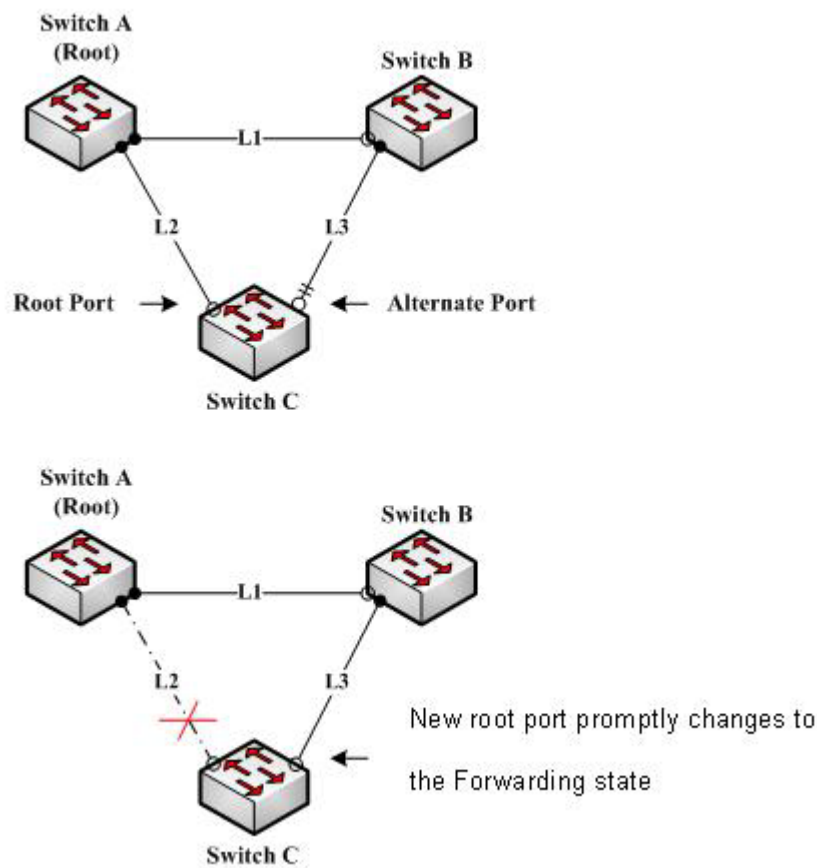 Switch A
(Root)
Switch B
L1
L2
L3
Root Port
Alternate Port
Switch C
Switch A
(Root)
Switch B
L1
L2
L3
New root port promptly changes to
the Forwarding state
Switch C